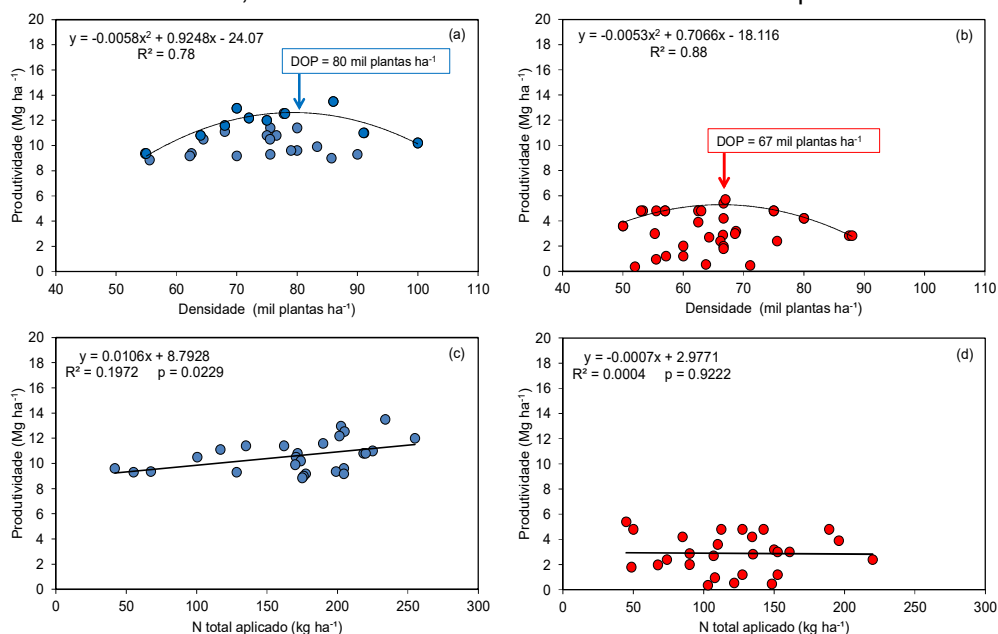 20
18
16
14
12
10
8
6
4
2
0
Produtividade (Mg ha⁻¹)
y = -0.0058x² + 0.9248x - 24.07
R² = 0.78
(a)
DOP = 80 mil plantas ha⁻¹
40 50 60 70 80 90 100 110
Densidade (mil plantas ha⁻¹)
20
18
16
14
12
10
8
6
4
2
0
Produtividade (Mg ha⁻¹)
y = -0.0053x² + 0.7066x - 18.116
R² = 0.88
(b)
DOP = 67 mil plantas ha⁻¹
40 50 60 70 80 90 100 110
Densidade (mil plantas ha⁻¹)
20
18
16
14
12
10
8
6
4
2
0
Produtividade (Mg ha⁻¹)
y = 0.0106x + 8.7928
R² = 0.1972 p = 0.0229
(c)
0 50 100 150 200 250 300
N total aplicado (kg ha⁻¹)
20
18
16
14
12
10
8
6
4
2
0
Produtividade (Mg ha⁻¹)
y = -0.0007x + 2.9771
R² = 0.0004 p = 0.9222
(d)
0 50 100 150 200 250 300
N total aplicado (kg ha⁻¹)